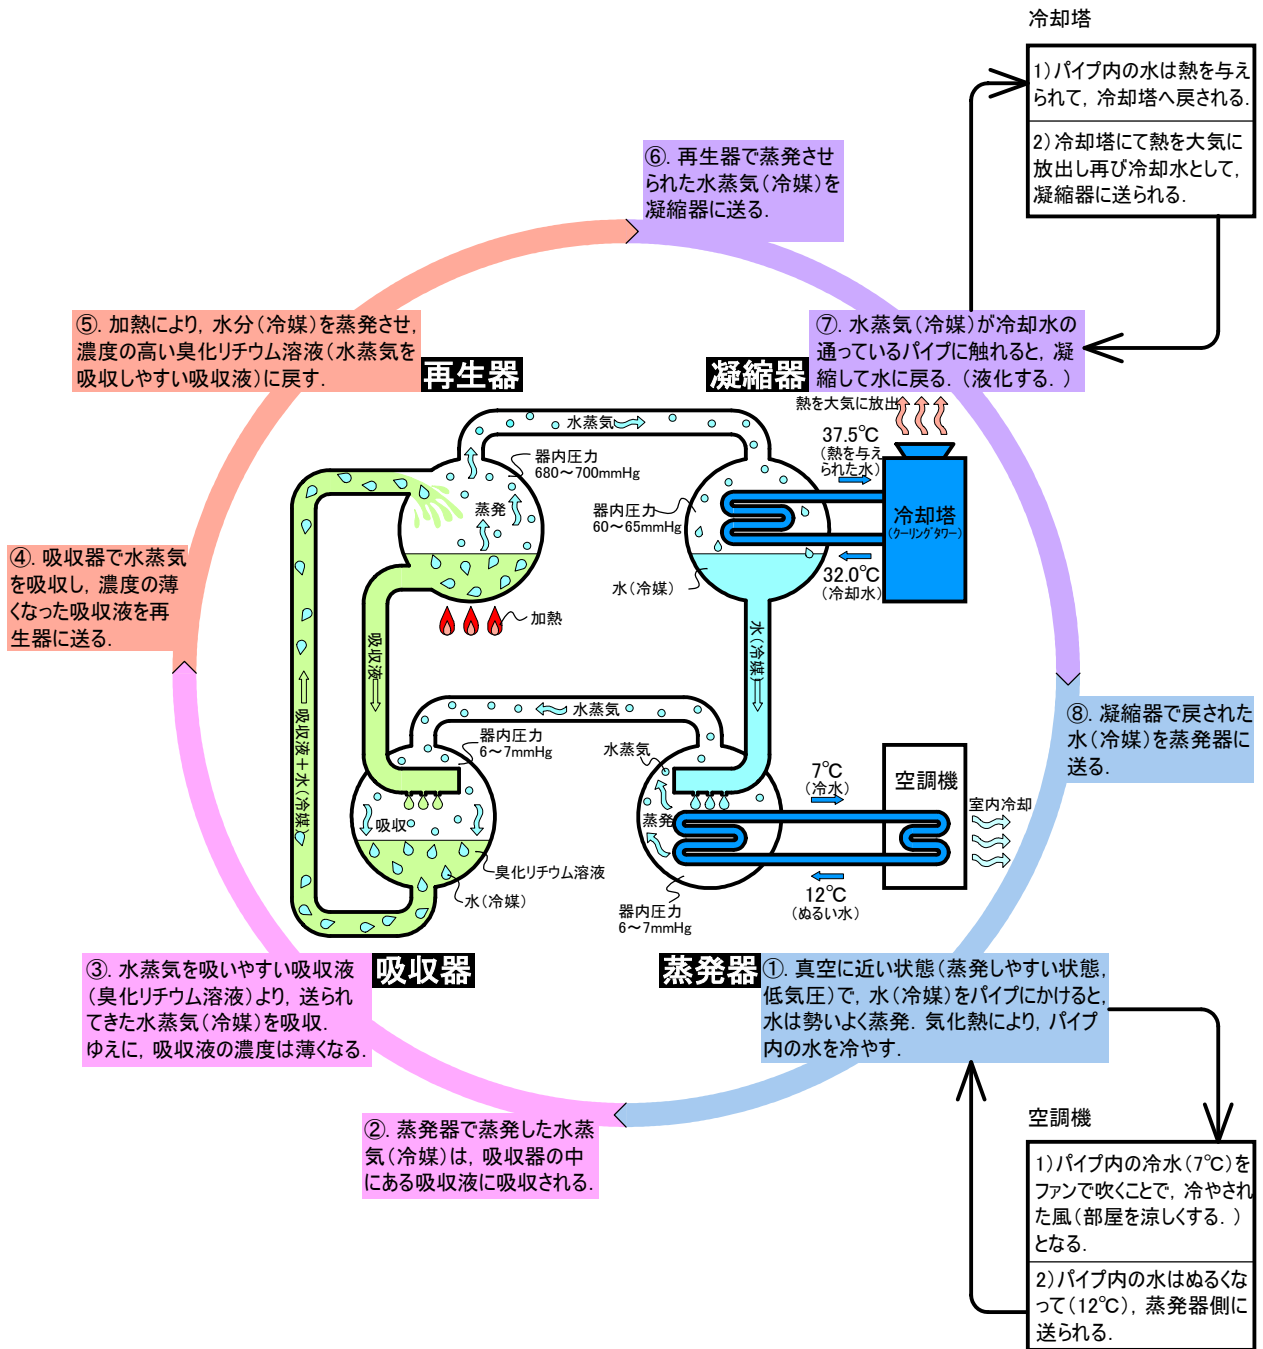 冷却塔
1)パイプ内の水は熱を与え
られて, 冷却塔へ戻される.
2)冷却塔にて熱を大気に
放出し再び冷却水として,
凝縮器に送られる.
⑥. 再生器で蒸発させ
られた水蒸気(冷媒)を
凝縮器に送る.
⑤. 加熱により, 水分(冷媒)を蒸発させ,
濃度の高い臭化リチウム溶液(水蒸気を
吸収しやすい吸収液)に戻す.
再生器
凝縮器
⑦. 水蒸気(冷媒)が冷却水の
通っているパイプに触れると, 凝
縮して水に戻る. (液化する. )
熱を大気に放出
水蒸気
37.5℃
(熱を与え
られた水)
器内圧力
680～700mmHg
蒸発
器内圧力
60～65mmHg
冷却塔
(クーリングタワー)
32.0℃
(冷却水)
水(冷媒)
加熱
④. 吸収器で水蒸気
を吸収し, 濃度の薄
くなった吸収液を再
生器に送る.
吸収液
水(冷媒)
吸収液＋水(冷媒)
水蒸気
器内圧力
6～7mmHg
水蒸気
⑧. 凝縮器で戻された
水(冷媒)を蒸発器に
送る.
7℃
(冷水)
空調機
室内冷却
吸収
蒸発
臭化リチウム溶液
水(冷媒)
12℃
(ぬるい水)
器内圧力
6～7mmHg
吸収器
蒸発器
③. 水蒸気を吸いやすい吸収液
(臭化リチウム溶液)より, 送られ
てきた水蒸気(冷媒)を吸収.
ゆえに, 吸収液の濃度は薄くなる.
①. 真空に近い状態(蒸発しやすい状態,
低気圧)で, 水(冷媒)をパイプにかけると,
水は勢いよく蒸発. 気化熱により, パイプ
内の水を冷やす.
②. 蒸発器で蒸発した水蒸
気(冷媒)は, 吸収器の中
にある吸収液に吸収される.
空調機
1)パイプ内の冷水(7℃)を
ファンで吹くことで, 冷やされ
た風(部屋を涼しくする. )
となる.
2)パイプ内の水はぬるくな
って(12℃), 蒸発器側に
送られる.